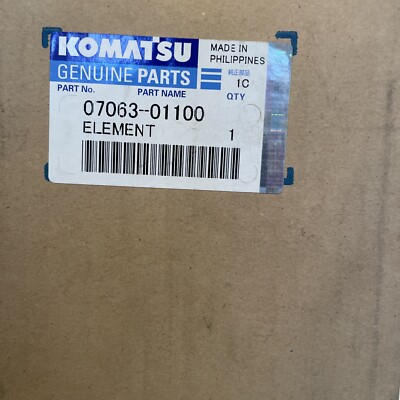 KOMATSU
MADE IN
PHILIPPINES
GENUINE PARTS
純正部品
1C
PART No.
PART NAME
QTY
07063-01100
ELEMENT
1